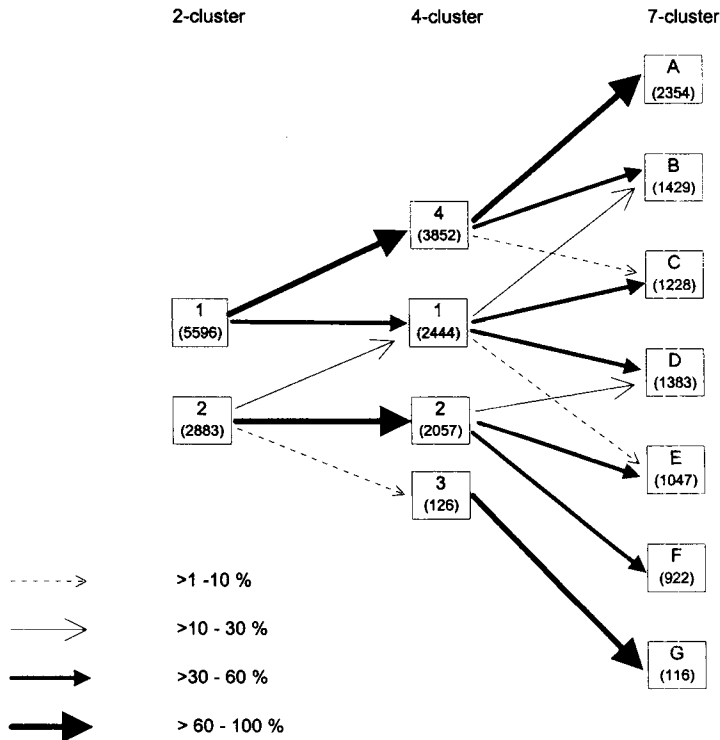 2-cluster 4-cluster 7-cluster
A
(2354)
B
(1429)
4
(3852)
C
(1228)
1
(5596)
1
(2444)
D
(1383)
2
(2883)
2
(2057)
E
(1047)
3
(126)
F
(922)
G
(116)
>1 -10 %
>10 - 30 %
>30 - 60 %
> 60 - 100 %